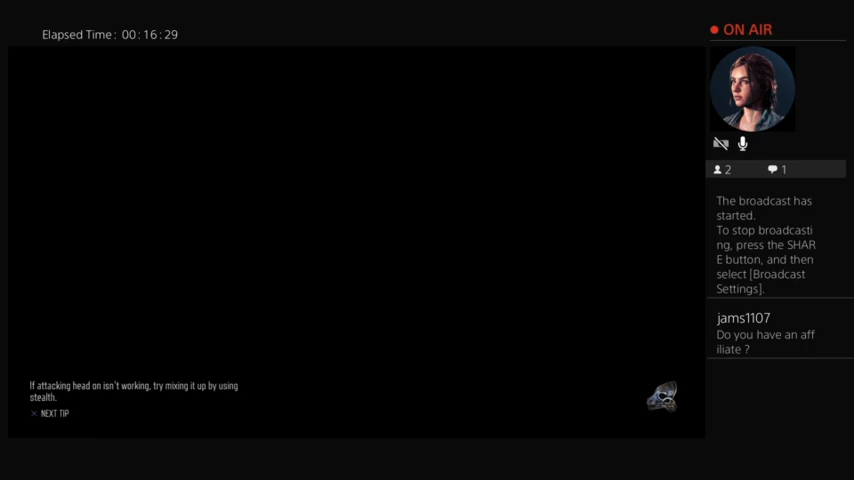 Elapsed Time: 00:16:29
ON AIR
2 1
The broadcast has
started.
To stop broadcasti
ng, press the SHAR
E button, and then
select [Broadcast
Settings].
jams1107
Do you have an aff
iliate ?
If attacking head on isn't working, try mixing it up by using
stealth.
NEXT TIP